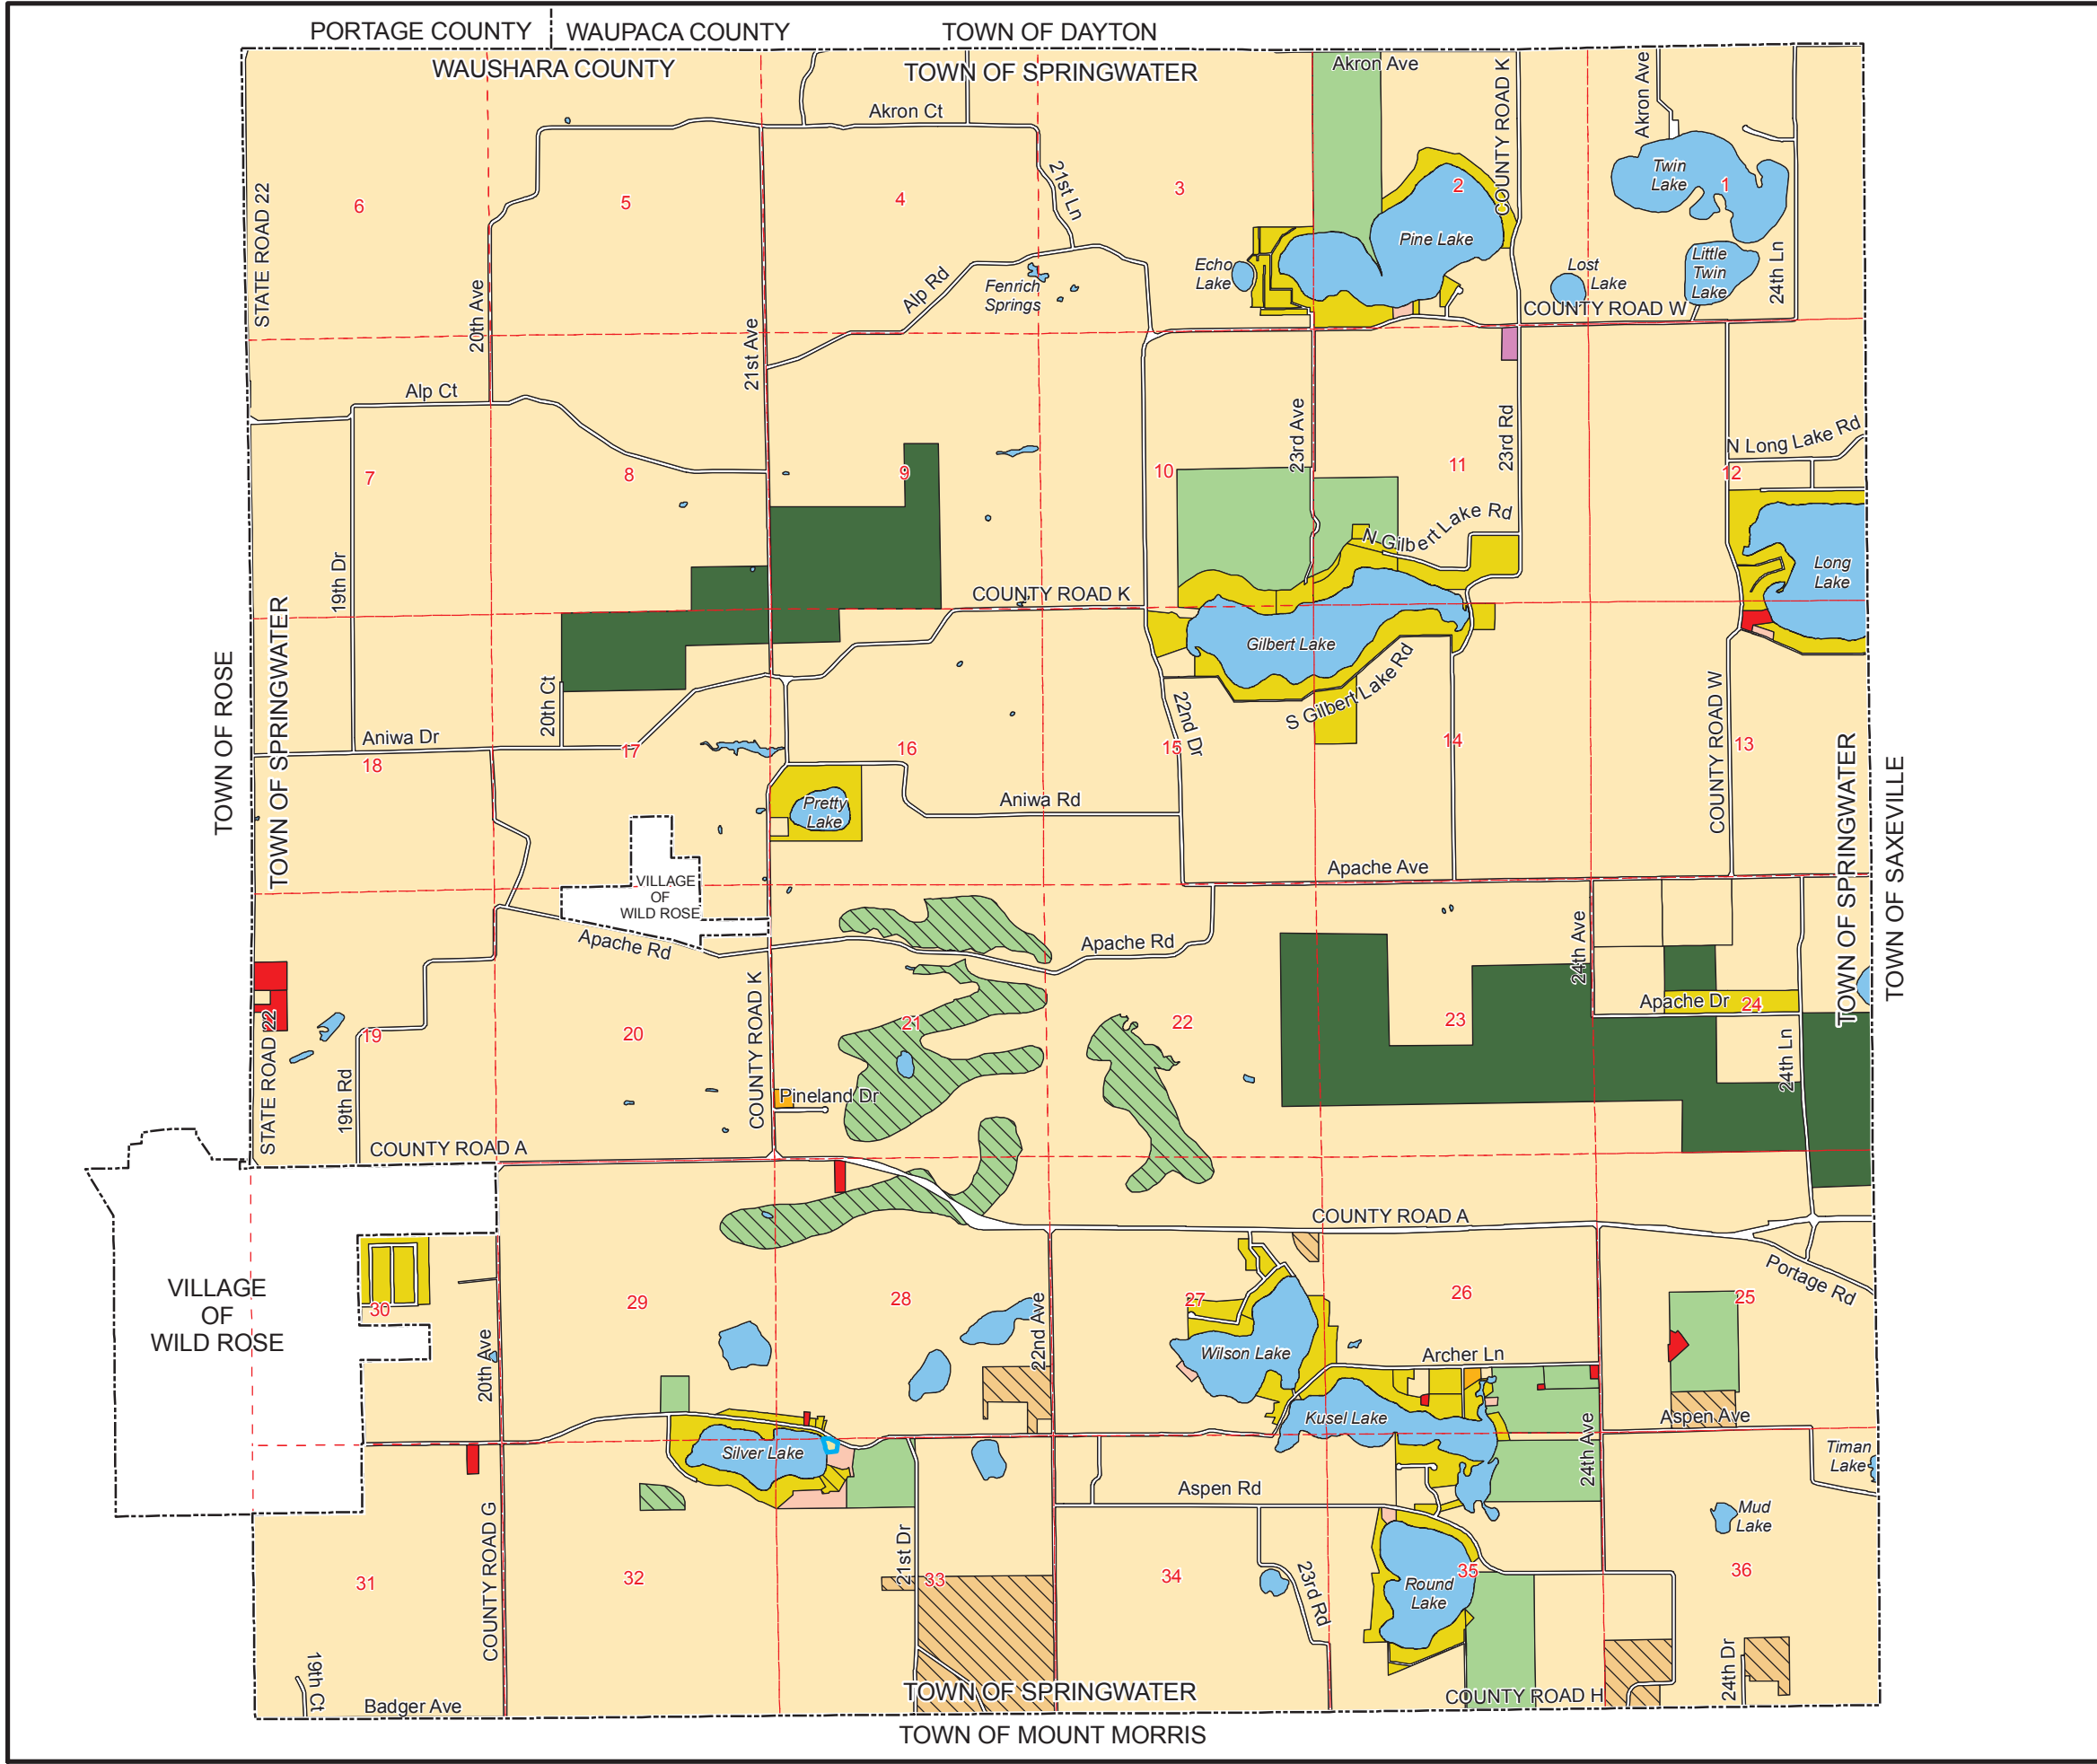 PORTAGE COUNTY
WAUPACA COUNTY
TOWN OF DAYTON
WAUSHARA COUNTY
TOWN OF SPRINGWATER
Akron Ave
COUNTY ROAD K
Akron Ave
Akron Ct
21st Ln
Twin
Lake
6
5
4
3
2
1
STATE ROAD 22
20th Ave
21st Ave
Alp Rd
Fenrich
Springs
Echo
Lake
Pine Lake
Lost
Lake
Little
Twin
Lake
24th Ln
COUNTY ROAD W
Alp Ct
23rd Ave
23rd Rd
N Long Lake Rd
7
8
9
10
11
12
N Gilbert Lake Rd
Long
Lake
19th Dr
COUNTY ROAD K
Gilbert Lake
S Gilbert Lake Rd
TOWN OF ROSE
TOWN OF SPRINGWATER
20th Ct
22nd Dr
COUNTY ROAD W
Aniwa Dr
18
17
16
15
14
13
Pretty
Lake
Aniwa Rd
TOWN OF SPRINGWATER
TOWN OF SAXEVILLE
VILLAGE
OF
WILD ROSE
Apache Ave
Apache Rd
Apache Rd
24th Ave
Apache Dr
24
STATE ROAD 22
19
20
21
22
23
COUNTY ROAD K
24th Ln
19th Rd
Pineland Dr
COUNTY ROAD A
COUNTY ROAD A
Portage Rd
VILLAGE
OF
WILD ROSE
30
29
28
27
26
25
20th Ave
22nd Ave
Wilson Lake
Archer Ln
Kusel Lake
24th Ave
Aspen Ave
Silver Lake
Timan
Lake
Aspen Rd
Mud
Lake
COUNTY ROAD G
21st Dr
31
32
33
34
35
36
23rd Rd
Round
Lake
19th Ct
24th Dr
Badger Ave
TOWN OF SPRINGWATER
COUNTY ROAD H
TOWN OF MOUNT MORRIS